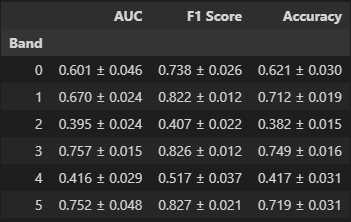 AUC F1 Score Accuracy
Band
0 0.601 ± 0.046 0.738 ± 0.026 0.621 ± 0.030
1 0.670 ± 0.024 0.822 ± 0.012 0.712 ± 0.019
2 0.395 ± 0.024 0.407 ± 0.022 0.382 ± 0.015
3 0.757 ± 0.015 0.826 ± 0.012 0.749 ± 0.016
4 0.416 ± 0.029 0.517 ± 0.037 0.417 ± 0.031
5 0.752 ± 0.048 0.827 ± 0.021 0.719 ± 0.031